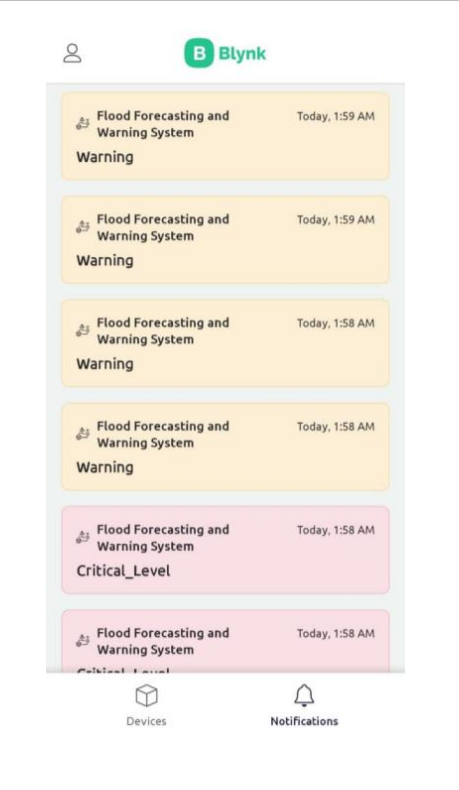 B Blynk
Flood Forecasting and Today, 1:59 AM
Warning System
Warning
Flood Forecasting and Today, 1:59 AM
Warning System
Warning
Flood Forecasting and Today, 1:58 AM
Warning System
Warning
Flood Forecasting and Today, 1:58 AM
Warning System
Warning
Flood Forecasting and Today, 1:58 AM
Warning System
Critical_Level
Flood Forecasting and Today, 1:58 AM
Warning System
Critical_Level
Devices Notifications